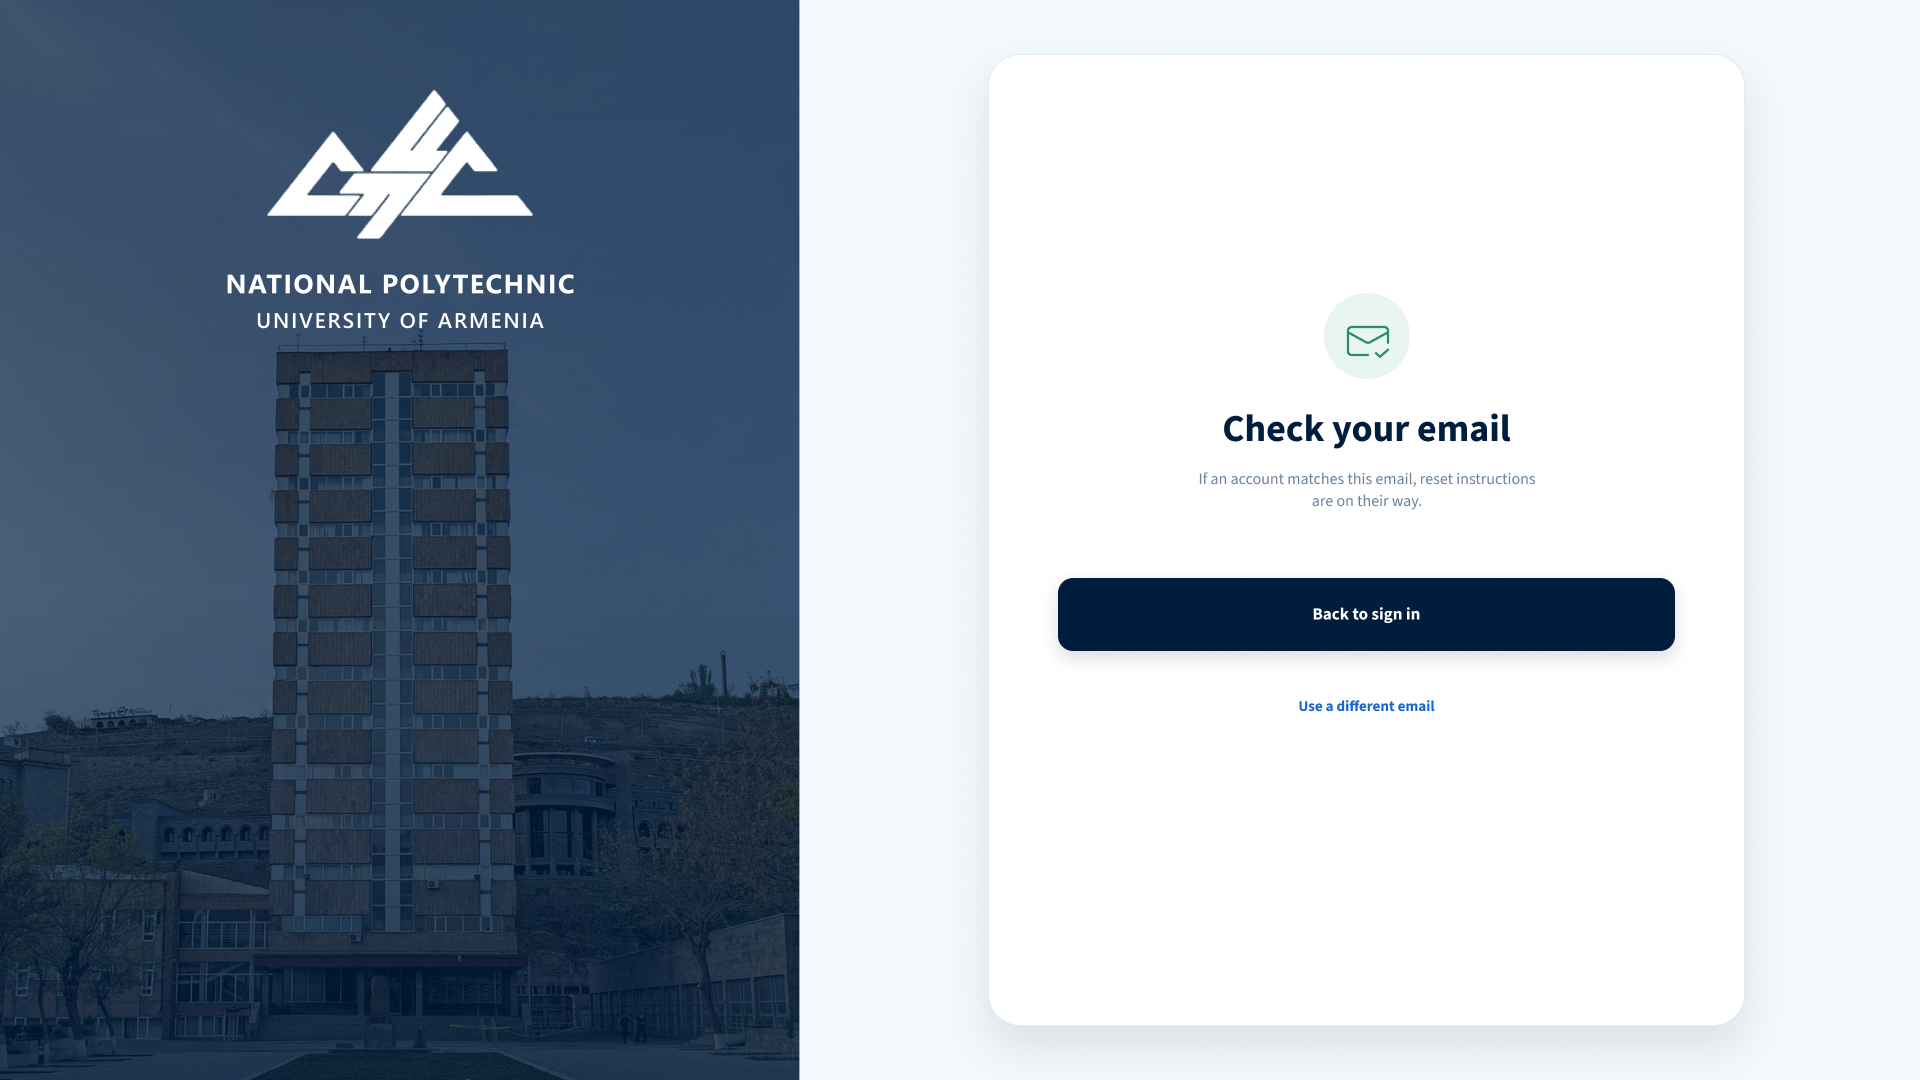 NATIONAL POLYTECHNIC
UNIVERSITY OF ARMENIA
Check your email
If an account matches this email, reset instructions
are on their way.
Back to sign in
Use a different email